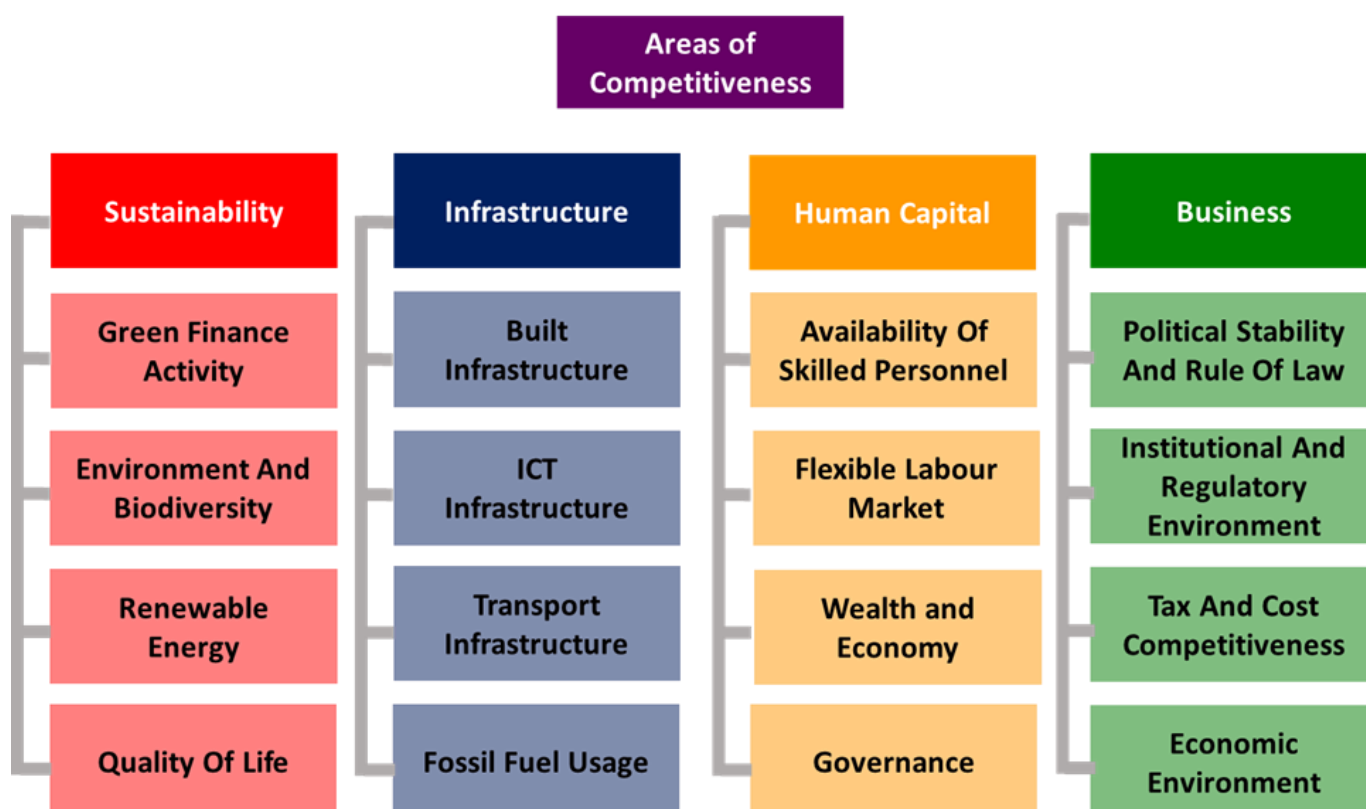 Areas of
Competitiveness
Sustainability
Green Finance
Activity
Environment And
Biodiversity
Renewable
Energy
Quality Of Life
Infrastructure
Built
Infrastructure
ICT
Infrastructure
Transport
Infrastructure
Fossil Fuel Usage
Human Capital
Availability Of
Skilled Personnel
Flexible Labour
Market
Wealth and
Economy
Governance
Business
Political Stability
And Rule Of Law
Institutional And
Regulatory
Environment
Tax And Cost
Competitiveness
Economic
Environment